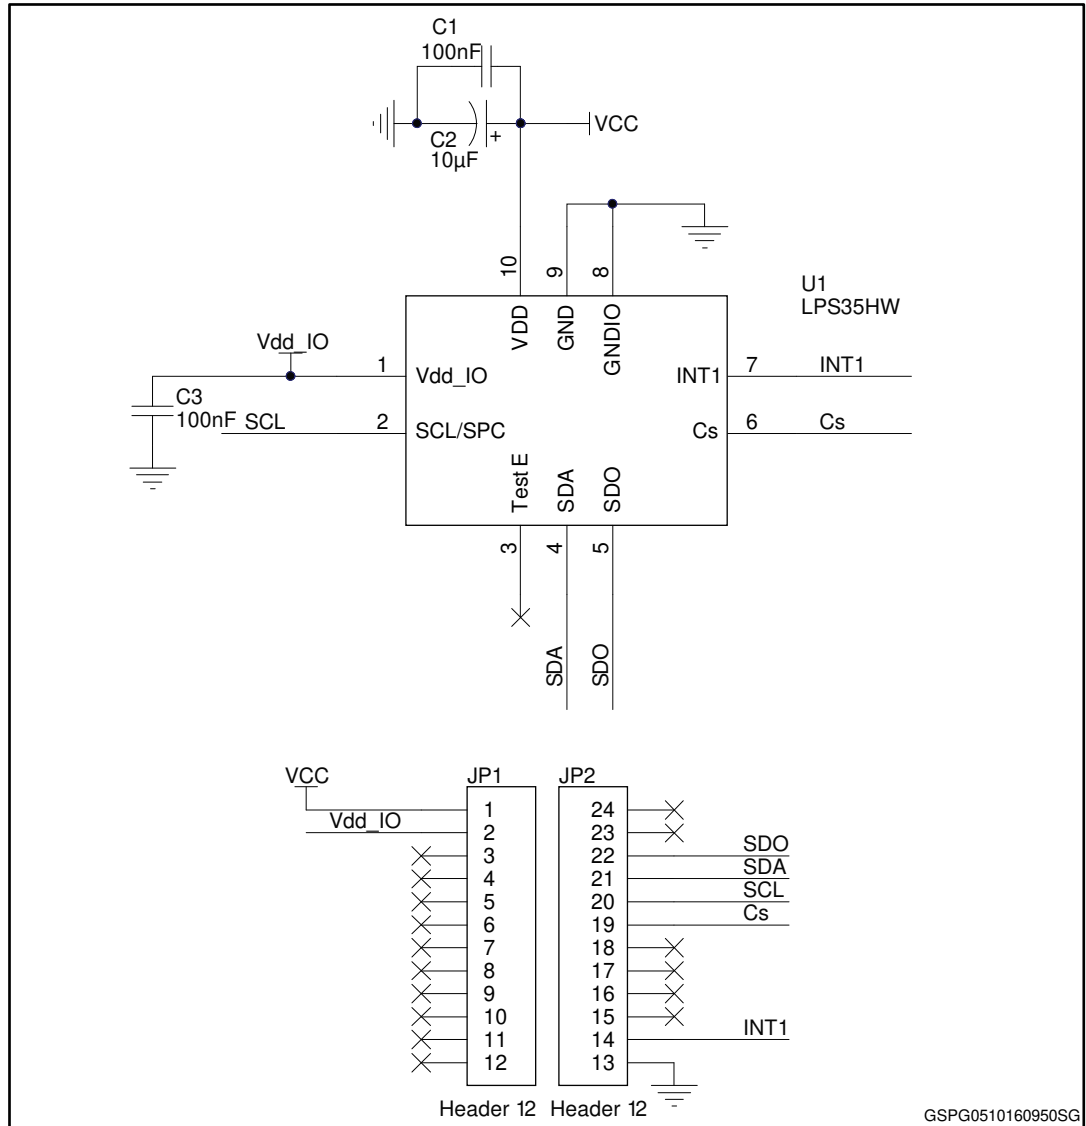 C1
100nF
C2
+
10µF
VCC
10
9
8
U1
LPS35HW
VDD
GND
GNDIO
Vdd_IO
1
Vdd_IO
INT1
7
INT1
C3
100nF
SCL
2
SCL/SPC
Cs
6
Cs
Test E
SDA
SDO
3
4
5
SDA
SDO
VCC
JP1
JP2
1
24
Vdd_IO
2
23
3
22
SDO
4
21
SDA
5
20
SCL
6
19
Cs
7
18
8
17
9
16
10
15
11
14
INT1
12
13
Header 12
Header 12
GSPG0510160950SG